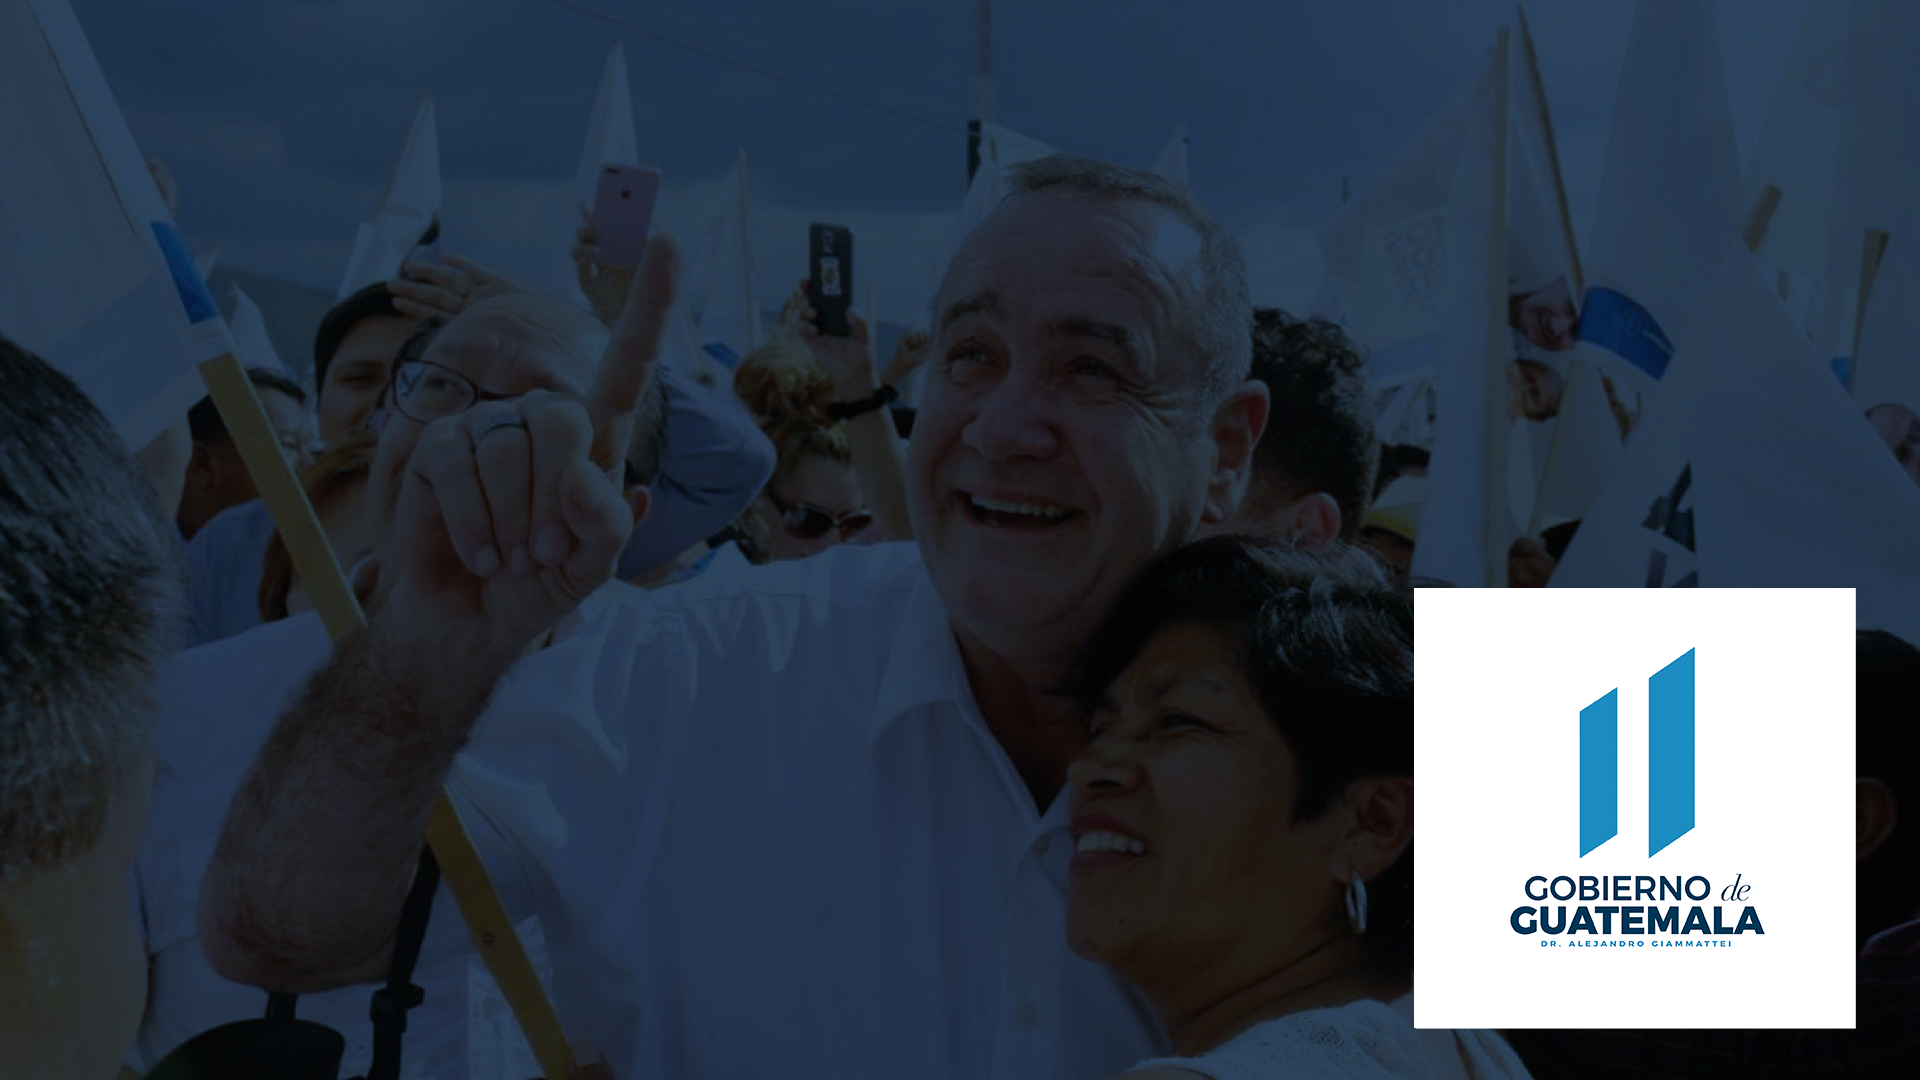 GOBIERNO de
GUATEMALA
DR. ALEJANDRO GIAMMATTEI